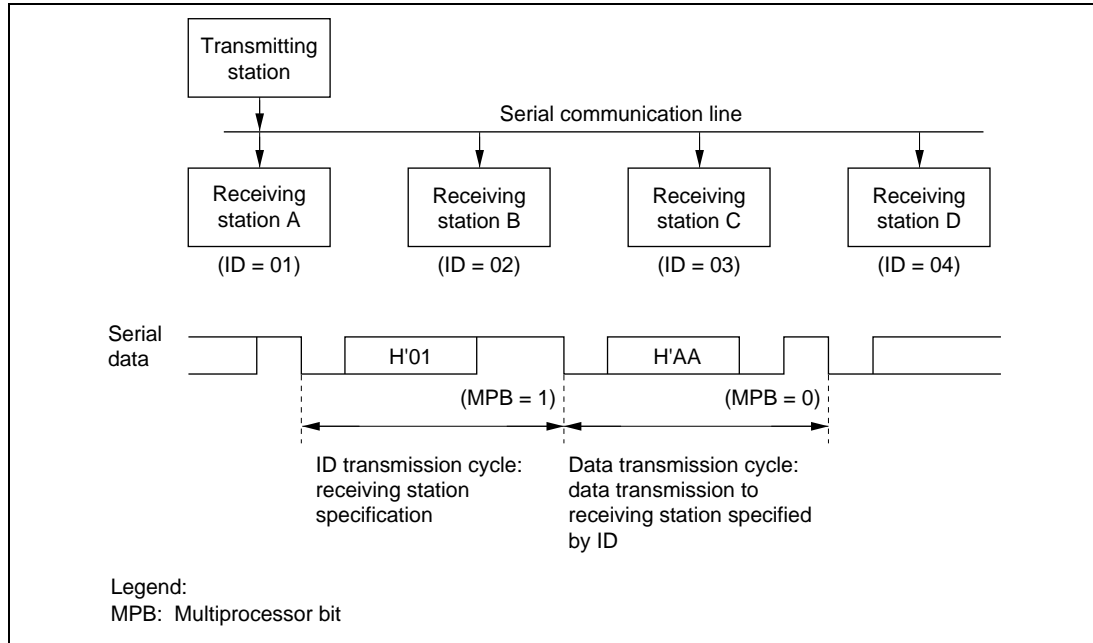 Transmitting
station
Serial communication line
Receiving
station A
Receiving
station B
Receiving
station C
Receiving
station D
(ID = 01)
(ID = 02)
(ID = 03)
(ID = 04)
Serial
data
H'01
H'AA
(MPB = 1)
(MPB = 0)
ID transmission cycle:
receiving station
specification
Data transmission cycle:
data transmission to
receiving station specified
by ID
Legend:
MPB: Multiprocessor bit